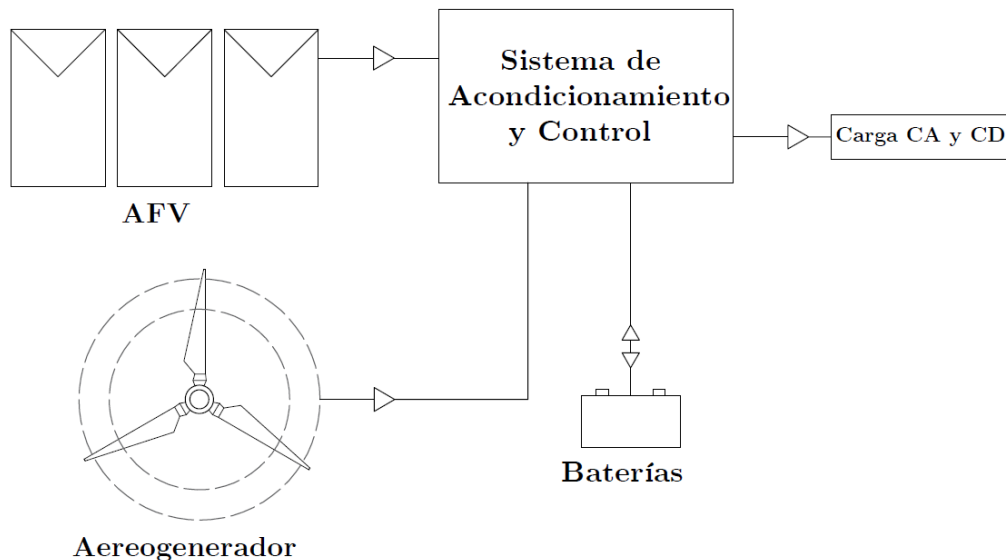 Sistema de
Acondicionamiento
y Control
Carga CA y CD
AFV
Baterías
Aereogenerador